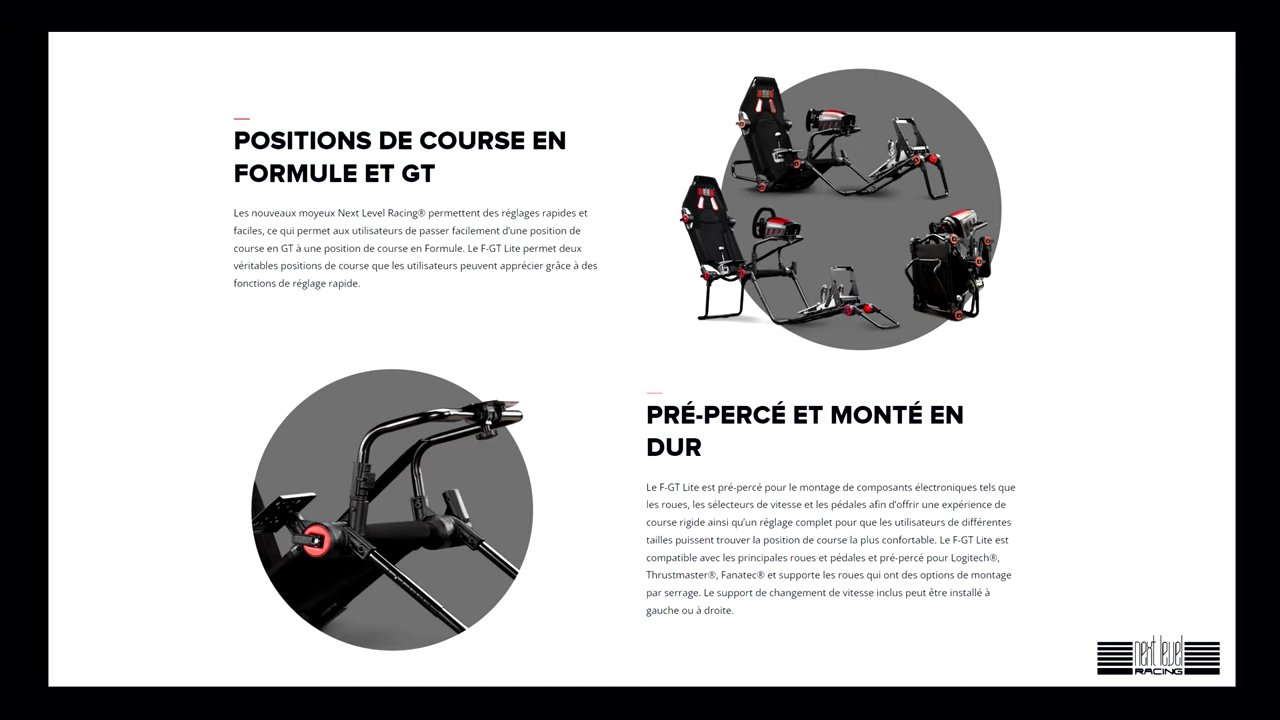 POSITIONS DE COURSE EN
FORMULE ET GT
Les nouveaux moyeux Next Level Racing® permettent des réglages rapides et
faciles, ce qui permet aux utilisateurs de passer facilement d'une position de
course en GT à une position de course en Formule. Le F-GT Lite permet deux
véritables positions de course que les utilisateurs peuvent apprécier grâce à des
fonctions de réglage rapide.
PRÉ-PERCÉ ET MONTÉ EN
DUR
Le F-GT Lite est pré-percé pour le montage de composants électroniques tels que
les roues, les sélecteurs de vitesse et les pédales afin d'offrir une expérience de
course rigide ainsi qu'un réglage complet pour que les utilisateurs de différentes
tailles puissent trouver la position de course la plus confortable. Le F-GT Lite est
compatible avec les principales roues et pédales et pré-percé pour Logitech®,
Thrustmaster®, Fanatec® et supporte les roues qui ont des options de montage
par serrage. Le support de changement de vitesse inclus peut être installé à
gauche ou à droite.
next level
RACING